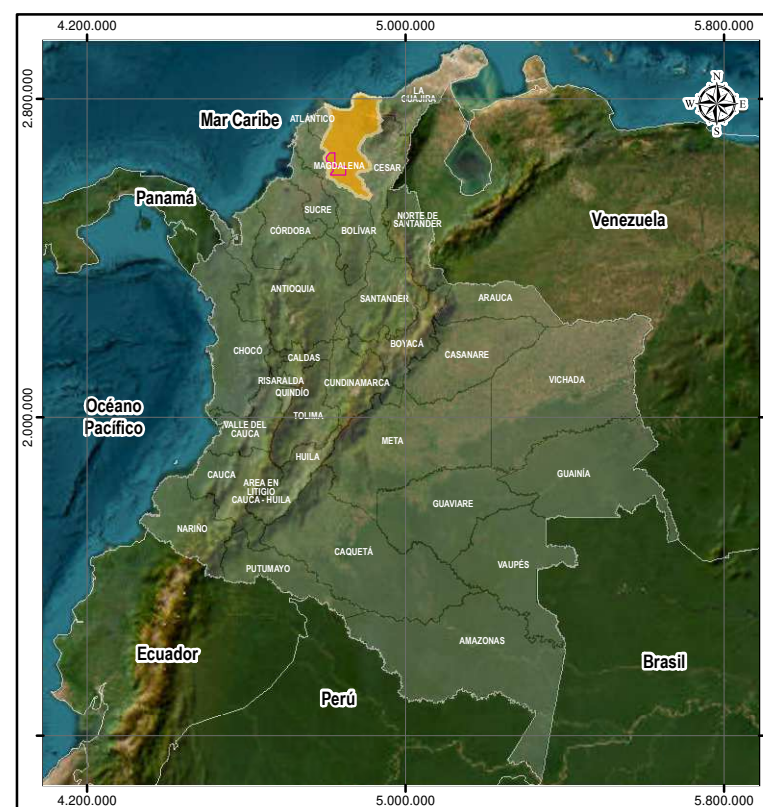 4.200.000
5.000.000
5.800.000
2.800.000
2.000.000
N
W
E
S
LA
GUAJIRA
Mar Caribe
ATLÁNTICO
MAGDALENA
CESAR
Panamá
SUCRE
NORTE DE
SANTANDER
Venezuela
CÓRDOBA
BOLÍVAR
ANTIOQUIA
SANTANDER
ARAUCA
CHOCÓ
CALDAS
BOYACÁ
CASANARE
RISARALDA
CUNDINAMARCA
VICHADA
QUINDÍO
Océano
Pacífico
TOLIMA
VALLE DEL
CAUCA
META
HUILA
CAUCA
AREA EN
LITIGIO
CAUCA - HUILA
GUAINÍA
GUAVIARE
NARIÑO
CAQUETÁ
VAUPÉS
PUTUMAYO
AMAZONAS
Ecuador
Brasil
Perú
4.200.000
5.000.000
5.800.000